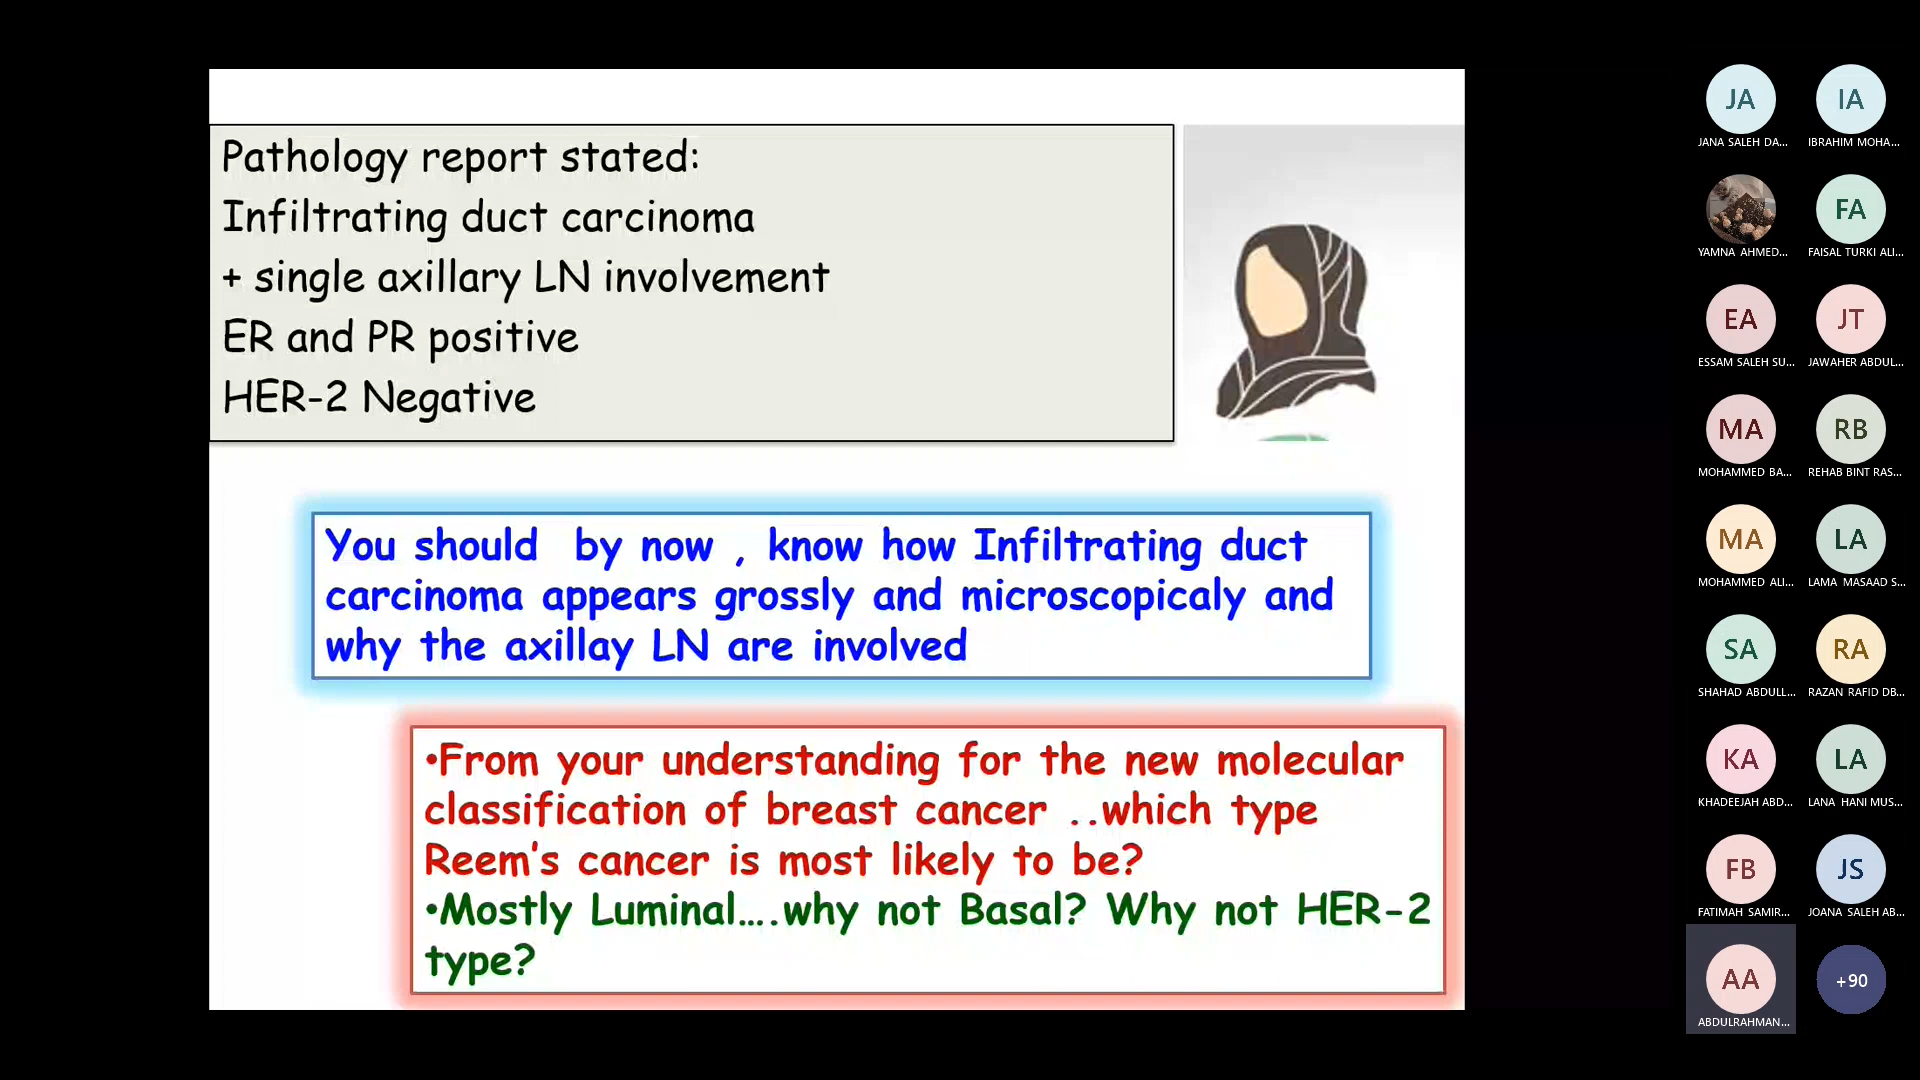 Pathology report stated:
Infiltrating duct carcinoma
+ single axillary LN involvement
ER and PR positive
HER-2 Negative
You should by now , know how Infiltrating duct
carcinoma appears grossly and microscopicaly and
why the axillay LN are involved
•From your understanding for the new molecular
classification of breast cancer ..which type
Reem's cancer is most likely to be?
•Mostly Luminal….why not Basal? Why not HER-2
type?
JA IA
JANA SALEH DA... IBRAHIM MOHA...
FA
YAMNA AHMED... FAISAL TURKI ALI...
EA JT
ESSAM SALEH SU... JAWAHER ABDUL...
MA RB
MOHAMMED BA... REHAB BINT RAS...
MA LA
MOHAMMED ALI... LAMA MASAAD S...
SA RA
SHAHAD ABDULL... RAZAN RAFID DB...
KA LA
KHADEEJAH ABD... LANA HANI MUS...
FB JS
FATIMAH SAMIR... JOANA SALEH AB...
AA +90
ABDULRAHMAN...